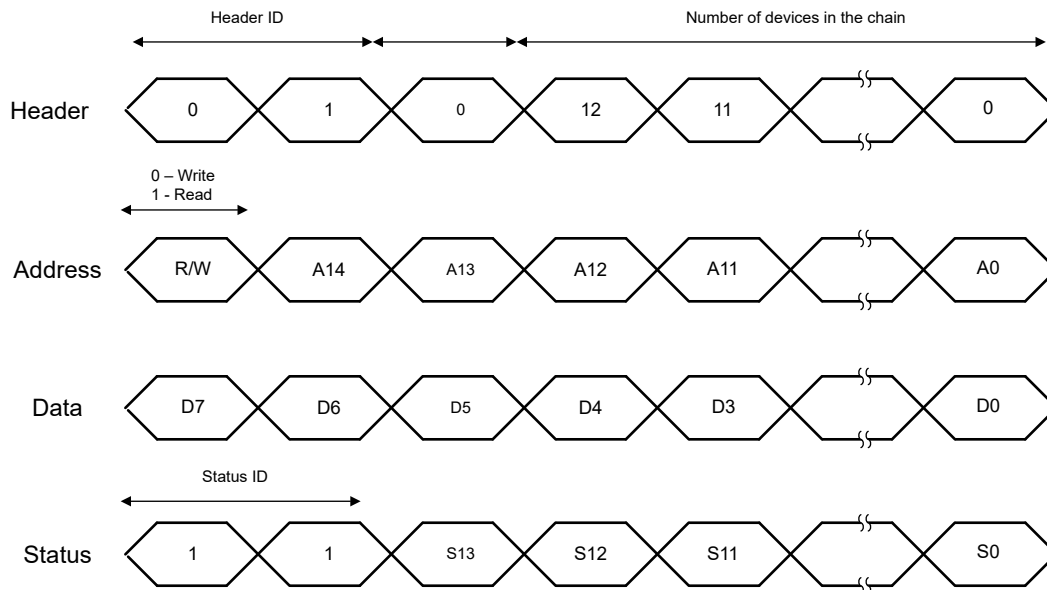 Header ID Number of devices in the chain
Header 0 1 0 12 11 0
0 – Write
1 - Read
Address R/W A14 A13 A12 A11 A0
Data D7 D6 D5 D4 D3 D0
Status ID
Status 1 1 S13 S12 S11 S0